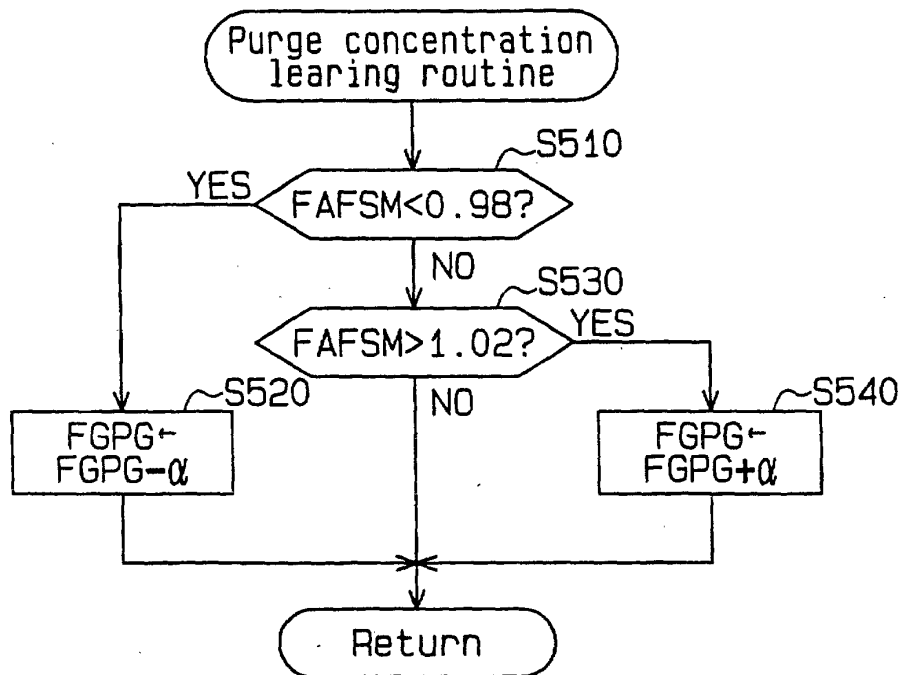 Purge concentration
learing routine
S510
YES
FAFSM<0.98?
NO
S530
YES
FAFSM>1.02?
S520
NO
S540
FGPG←
FGPG-α
FGPG←
FGPG+α
Return